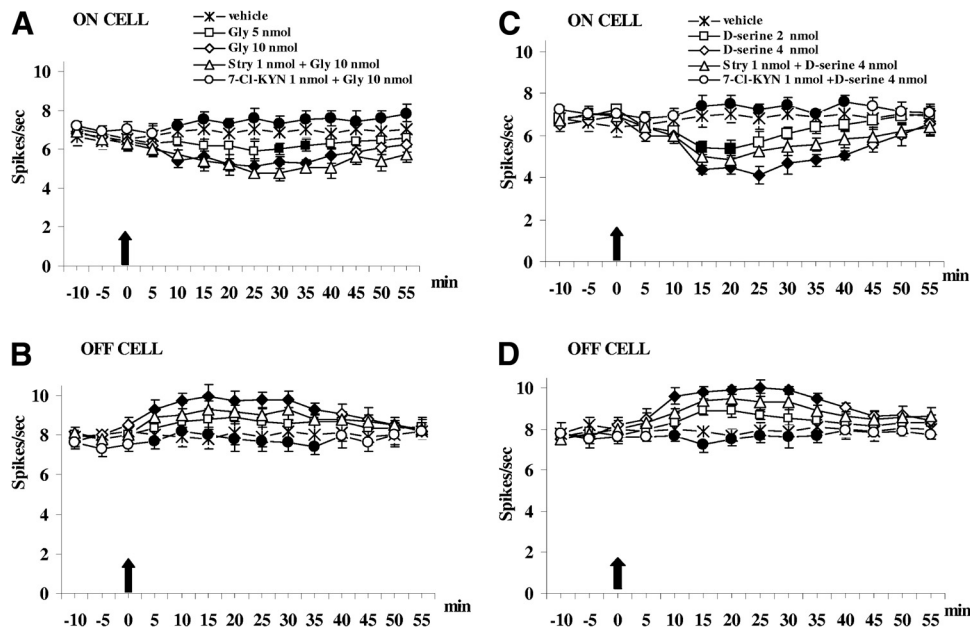 A
ON CELL
vehicle
Gly 5 nmol
Gly 10 nmol
Stry 1 nmol + Gly 10 nmol
7-Cl-KYN 1 nmol + Gly 10 nmol
Spikes/sec
10
8
6
4
2
0
-10 -5 0 5 10 15 20 25 30 35 40 45 50 55
min
C
ON CELL
vehicle
D-serine 2 nmol
D-serine 4 nmol
Stry 1 nmol + D-serine 4 nmol
7-Cl-KYN 1 nmol +D-serine 4 nmol
Spikes/sec
10
8
6
4
2
0
-10 -5 0 5 10 15 20 25 30 35 40 45 50 55
min
B
OFF CELL
Spikes/sec
10
8
6
4
2
0
-10 -5 0 5 10 15 20 25 30 35 40 45 50 55
min
D
OFF CELL
Spikes/sec
10
8
6
4
2
0
-10 -5 0 5 10 15 20 25 30 35 40 45 50 55
min